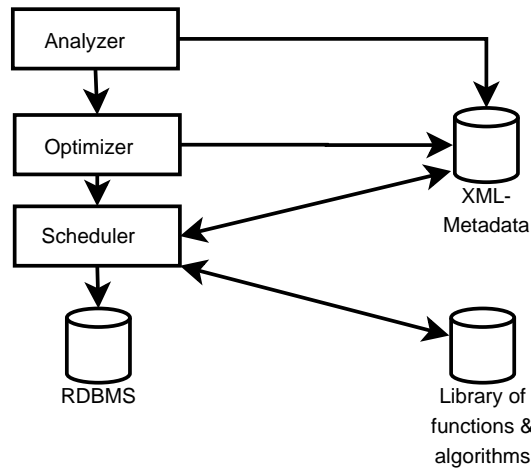 Analyzer
Optimizer
Scheduler
XML-
Metadata
RDBMS
Library of
functions &
algorithms